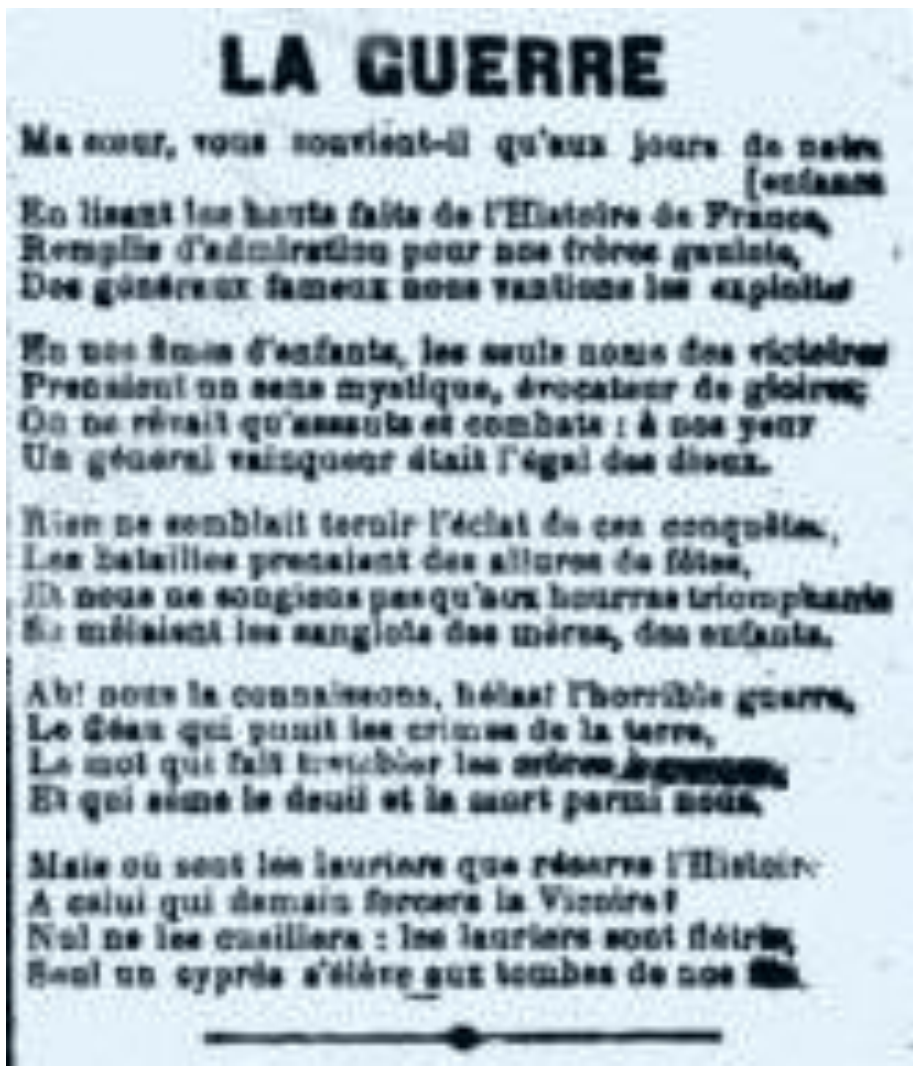 LA GUERRE
Ma sœur, vous souvient-il qu'aux jours de notre
[enfance
En lisant les hauts faits de l'Histoire de France,
Remplis d'admiration pour nos frères gaulois,
Des généraux fameux nous vantions les exploits
En nos âmes d'enfants, les seuls noms des victoires
Prenaient un sens mystique, évocateur de gloires;
On ne rêvait qu'assauts et combats : à nos yeux
Un général vainqueur était l'égal des dieux.
Rien ne semblait ternir l'éclat de ces conquêtes,
Les batailles prenaient des allures de fêtes,
Et nous ne songions pas qu'aux hourras triomphants
Se mêlaient les sanglots des mères, des enfants.
Ah! nous la connaissons, hélas! l'horrible guerre,
Le fléau qui punit les crimes de la terre,
Le mot qui fait trembler les mères
Et qui sème le deuil et la mort parmi nous,
Mais où sont les lauriers que réserve l'Histoire
A celui qui demain forcera la Victoire?
Nul ne les cueillera : les lauriers sont flétris,
Seul un cyprès s'élève aux tombes de nos